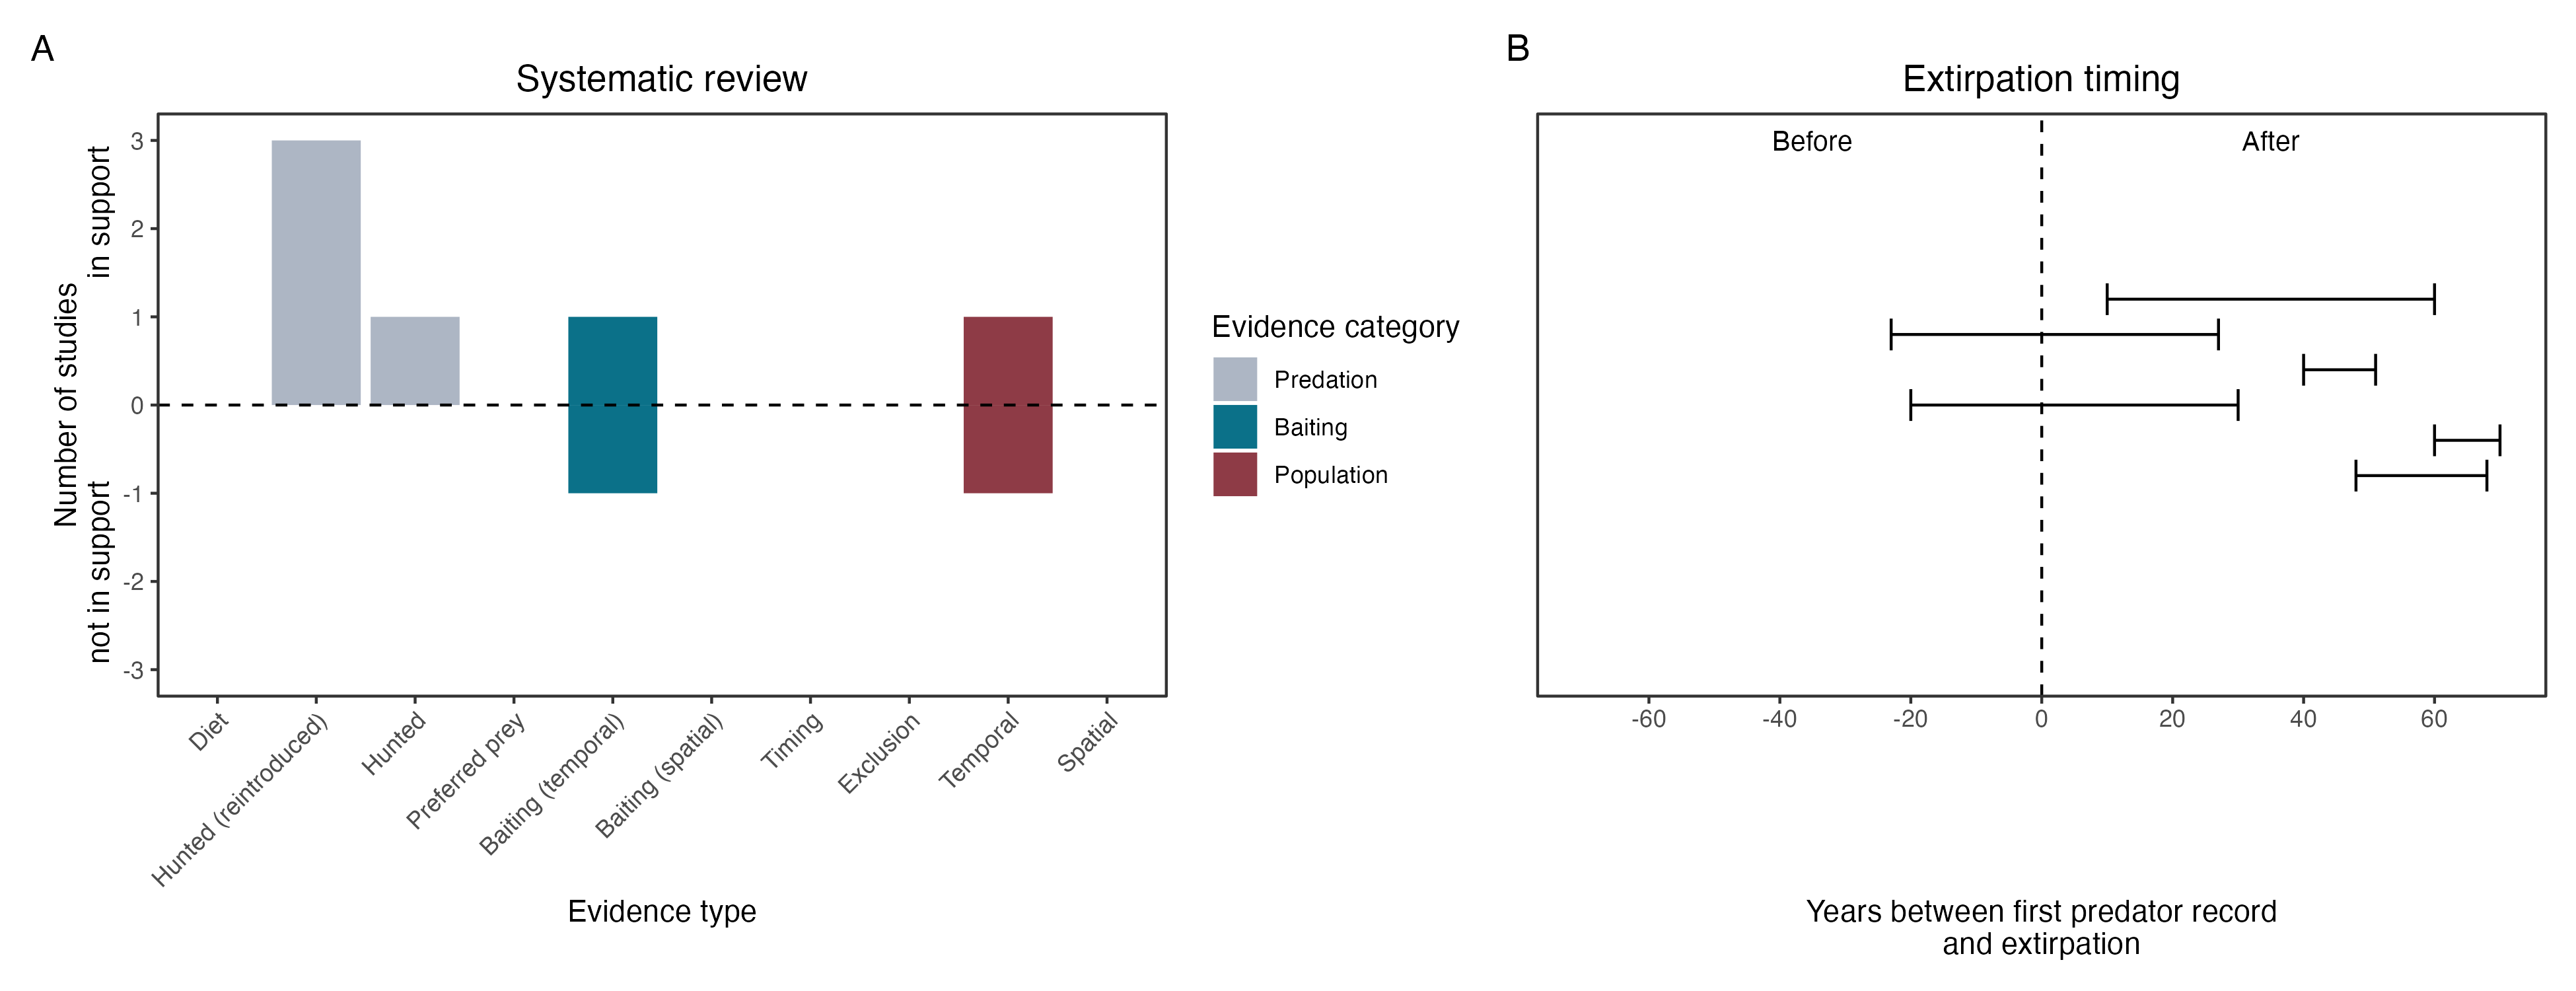 A
Systematic review
Number of studies
in support
not in support
3
2
1
0
-1
-2
-3
Diet
Hunted (reintroduced)
Hunted
Preferred prey
Baiting (temporal)
Baiting (spatial)
Timing
Exclusion
Temporal
Spatial
Evidence type
Evidence category
Predation
Baiting
Population
B
Extirpation timing
Before
After
-60
-40
-20
0
20
40
60
Years between first predator record
and extirpation